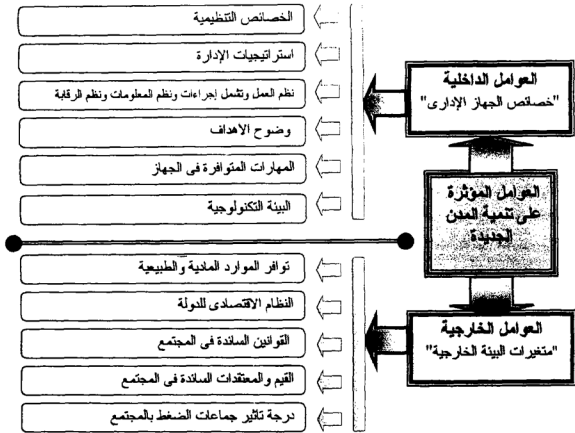 العوامل المؤثرة
على تنمية المدن
الجديدة
العوامل الداخلية
"خصائص الجهاز الإدارى"
الخصائص التنظيمية
استراتيجيات الإدارة
نظم العمل وتشمل إجراءات ونظم المعلومات ونظم الرقابة
وضوح الأهداف
المهارات المتوافرة فى الجهاز
البيئة التكنولوجية
العوامل الخارجية
"متغيرات البيئة الخارجية"
توافر الموارد المادية والطبيعية
النظام الاقتصادى للدولة
القوانين السائدة فى المجتمع
القيم والمعتقدات السائدة فى المجتمع
درجة تاثير جماعات الضغط بالمجتمع